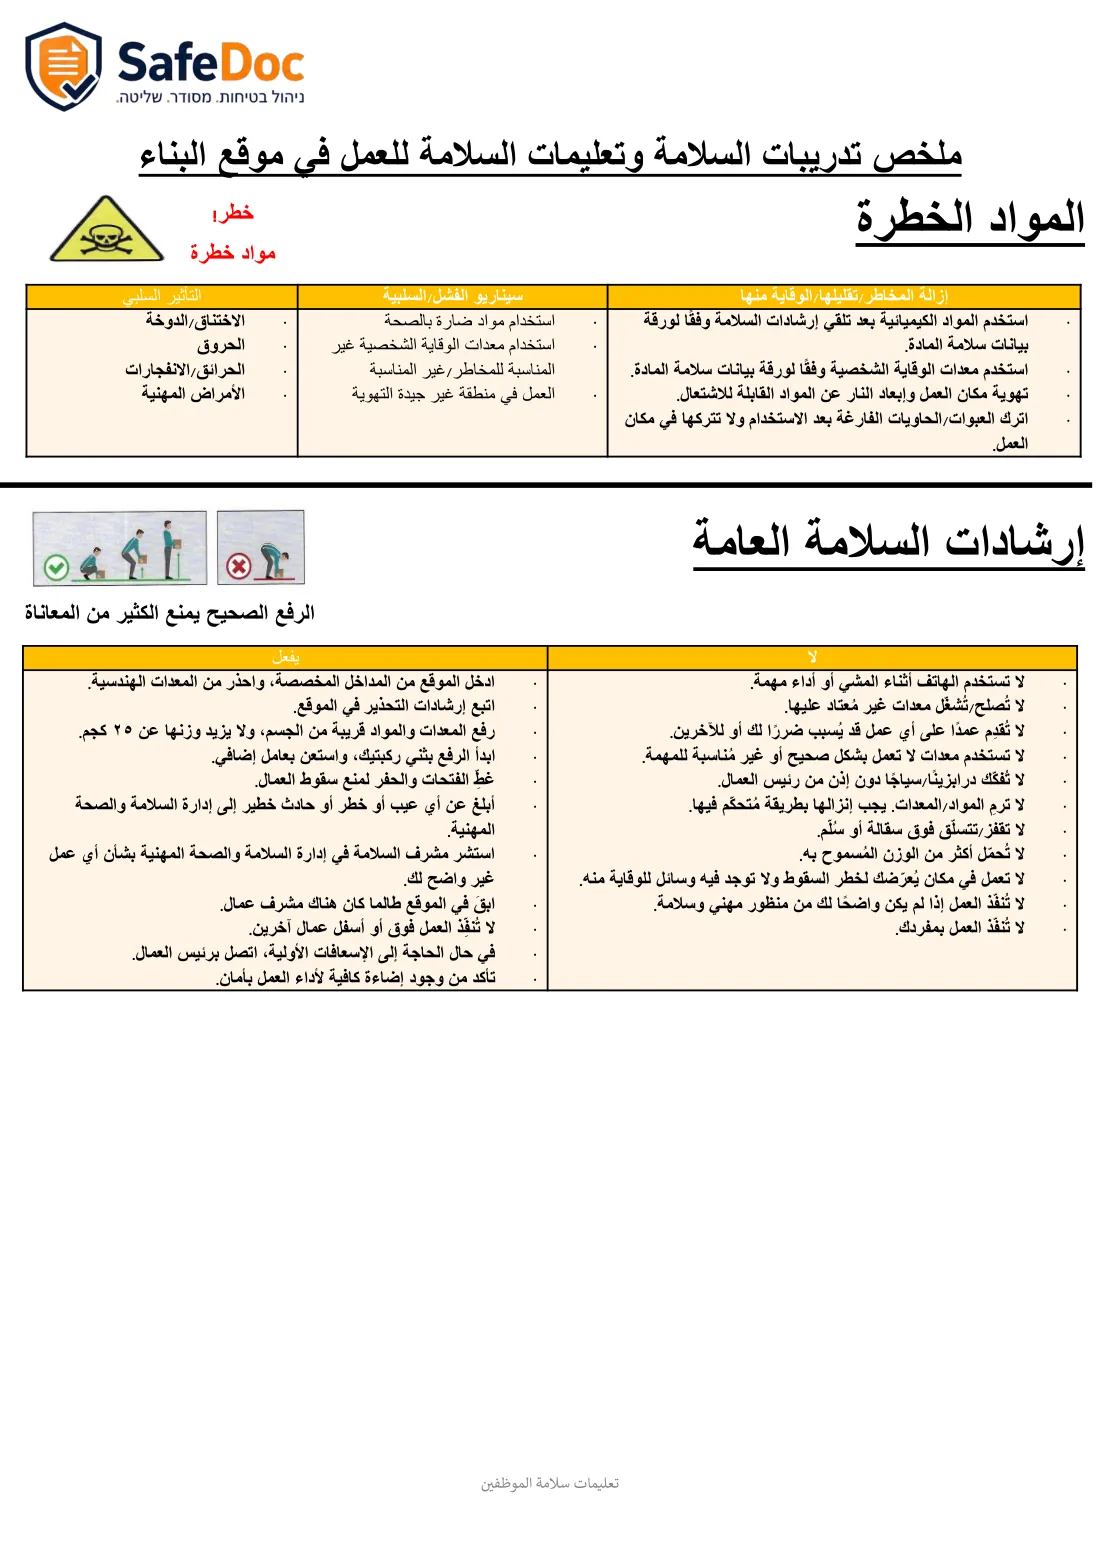 SafeDoc
ניהול בטיחות. מסודר. שליטה.
ملخص تدريبات السلامة وتعليمات السلامة للعمل في موقع البناء
المواد الخطرة
خطر!
مواد خطرة
إزالة المخاطر/تقليلها/الوقاية منها
· استخدم المواد الكيميائية بعد تلقي إرشادات السلامة وفقًا لورقة
بيانات سلامة المادة.
· استخدم معدات الوقاية الشخصية وفقًا لورقة بيانات سلامة المادة.
· تهوية مكان العمل وإبعاد النار عن المواد القابلة للاشتعال.
· اترك العبوات/الحاويات الفارغة بعد الاستخدام ولا تتركها في مكان
العمل.
سيناريو الفشل/السلبية
· استخدام مواد ضارة بالصحة
· استخدام معدات الوقاية الشخصية غير
المناسبة للمخاطر/غير المناسبة
· العمل في منطقة غير جيدة التهوية
التأثير السلبي
· الاختناق/الدوخة
· الحروق
· الحرائق/الانفجارات
· الأمراض المهنية
إرشادات السلامة العامة
الرفع الصحيح يمنع الكثير من المعاناة
لا
· لا تستخدم الهاتف أثناء المشي أو أداء مهمة.
· لا تُصلح/تُشغّل معدات غير مُعتاد عليها.
· لا تُقدِم عمدًا على أي عمل قد يُسبب ضررًا لك أو للآخرين.
· لا تستخدم معدات لا تعمل بشكل صحيح أو غير مُناسبة للمهمة.
· لا تُفكّك درابزينًا/سياجًا دون إذن من رئيس العمال.
· لا ترمِ المواد/المعدات. يجب إنزالها بطريقة مُتحكّم فيها.
· لا تقفز/تتسلّق فوق سقالة أو سُلّم.
· لا تُحمّل أكثر من الوزن المُسموح به.
· لا تعمل في مكان يُعرّضك لخطر السقوط ولا توجد فيه وسائل للوقاية منه.
· لا تُنفّذ العمل إذا لم يكن واضحًا لك من منظور مهني وسلامة.
· لا تُنفّذ العمل بمفردك.
يفعل
· ادخل الموقع من المداخل المخصصة، واحذر من المعدات الهندسية.
· اتبع إرشادات التحذير في الموقع.
· رفع المعدات والمواد قريبة من الجسم، ولا يزيد وزنها عن ٢٥ كجم.
· ابدأ الرفع بثني ركبتيك، واستعن بعامل إضافي.
· غطِّ الفتحات والحفر لمنع سقوط العمال.
· أبلغ عن أي عيب أو خطر أو حادث خطير إلى إدارة السلامة والصحة
المهنية.
· استشر مشرف السلامة في إدارة السلامة والصحة المهنية بشأن أي عمل
غير واضح لك.
· ابقَ في الموقع طالما كان هناك مشرف عمال.
· لا تُنفِّذ العمل فوق أو أسفل عمال آخرين.
· في حال الحاجة إلى الإسعافات الأولية، اتصل برئيس العمال.
· تأكد من وجود إضاءة كافية لأداء العمل بأمان.
تعليمات سلامة الموظفين